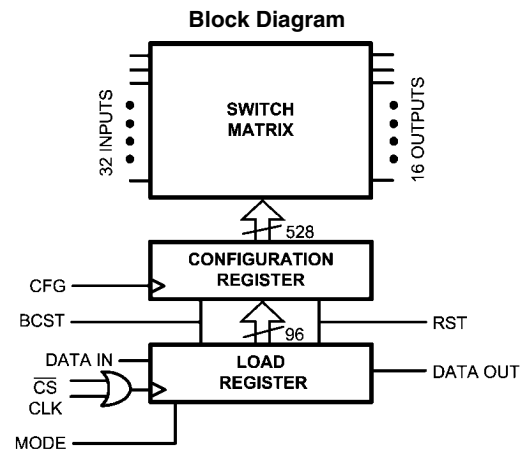 Block Diagram
32 INPUTS
SWITCH
MATRIX
16 OUTPUTS
528
CONFIGURATION
REGISTER
CFG
BCST
96
RST
DATA IN
LOAD
REGISTER
DATA OUT
CS
CLK
MODE